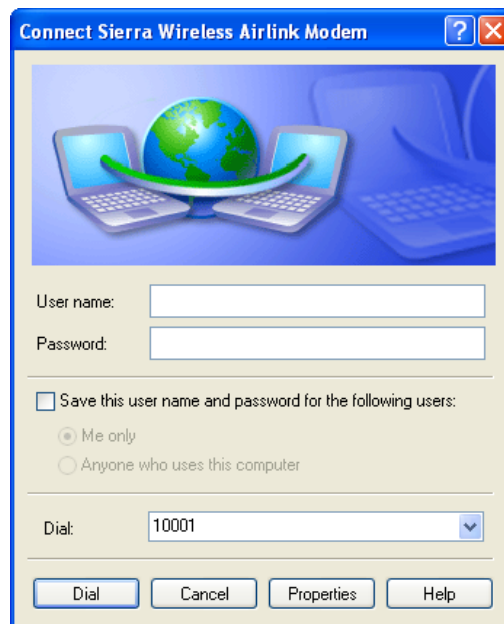 Connect Sierra Wireless Airlink Modem
User name:
Password:
Save this user name and password for the following users:
Me only
Anyone who uses this computer
Dial: 10001
Dial Cancel Properties Help